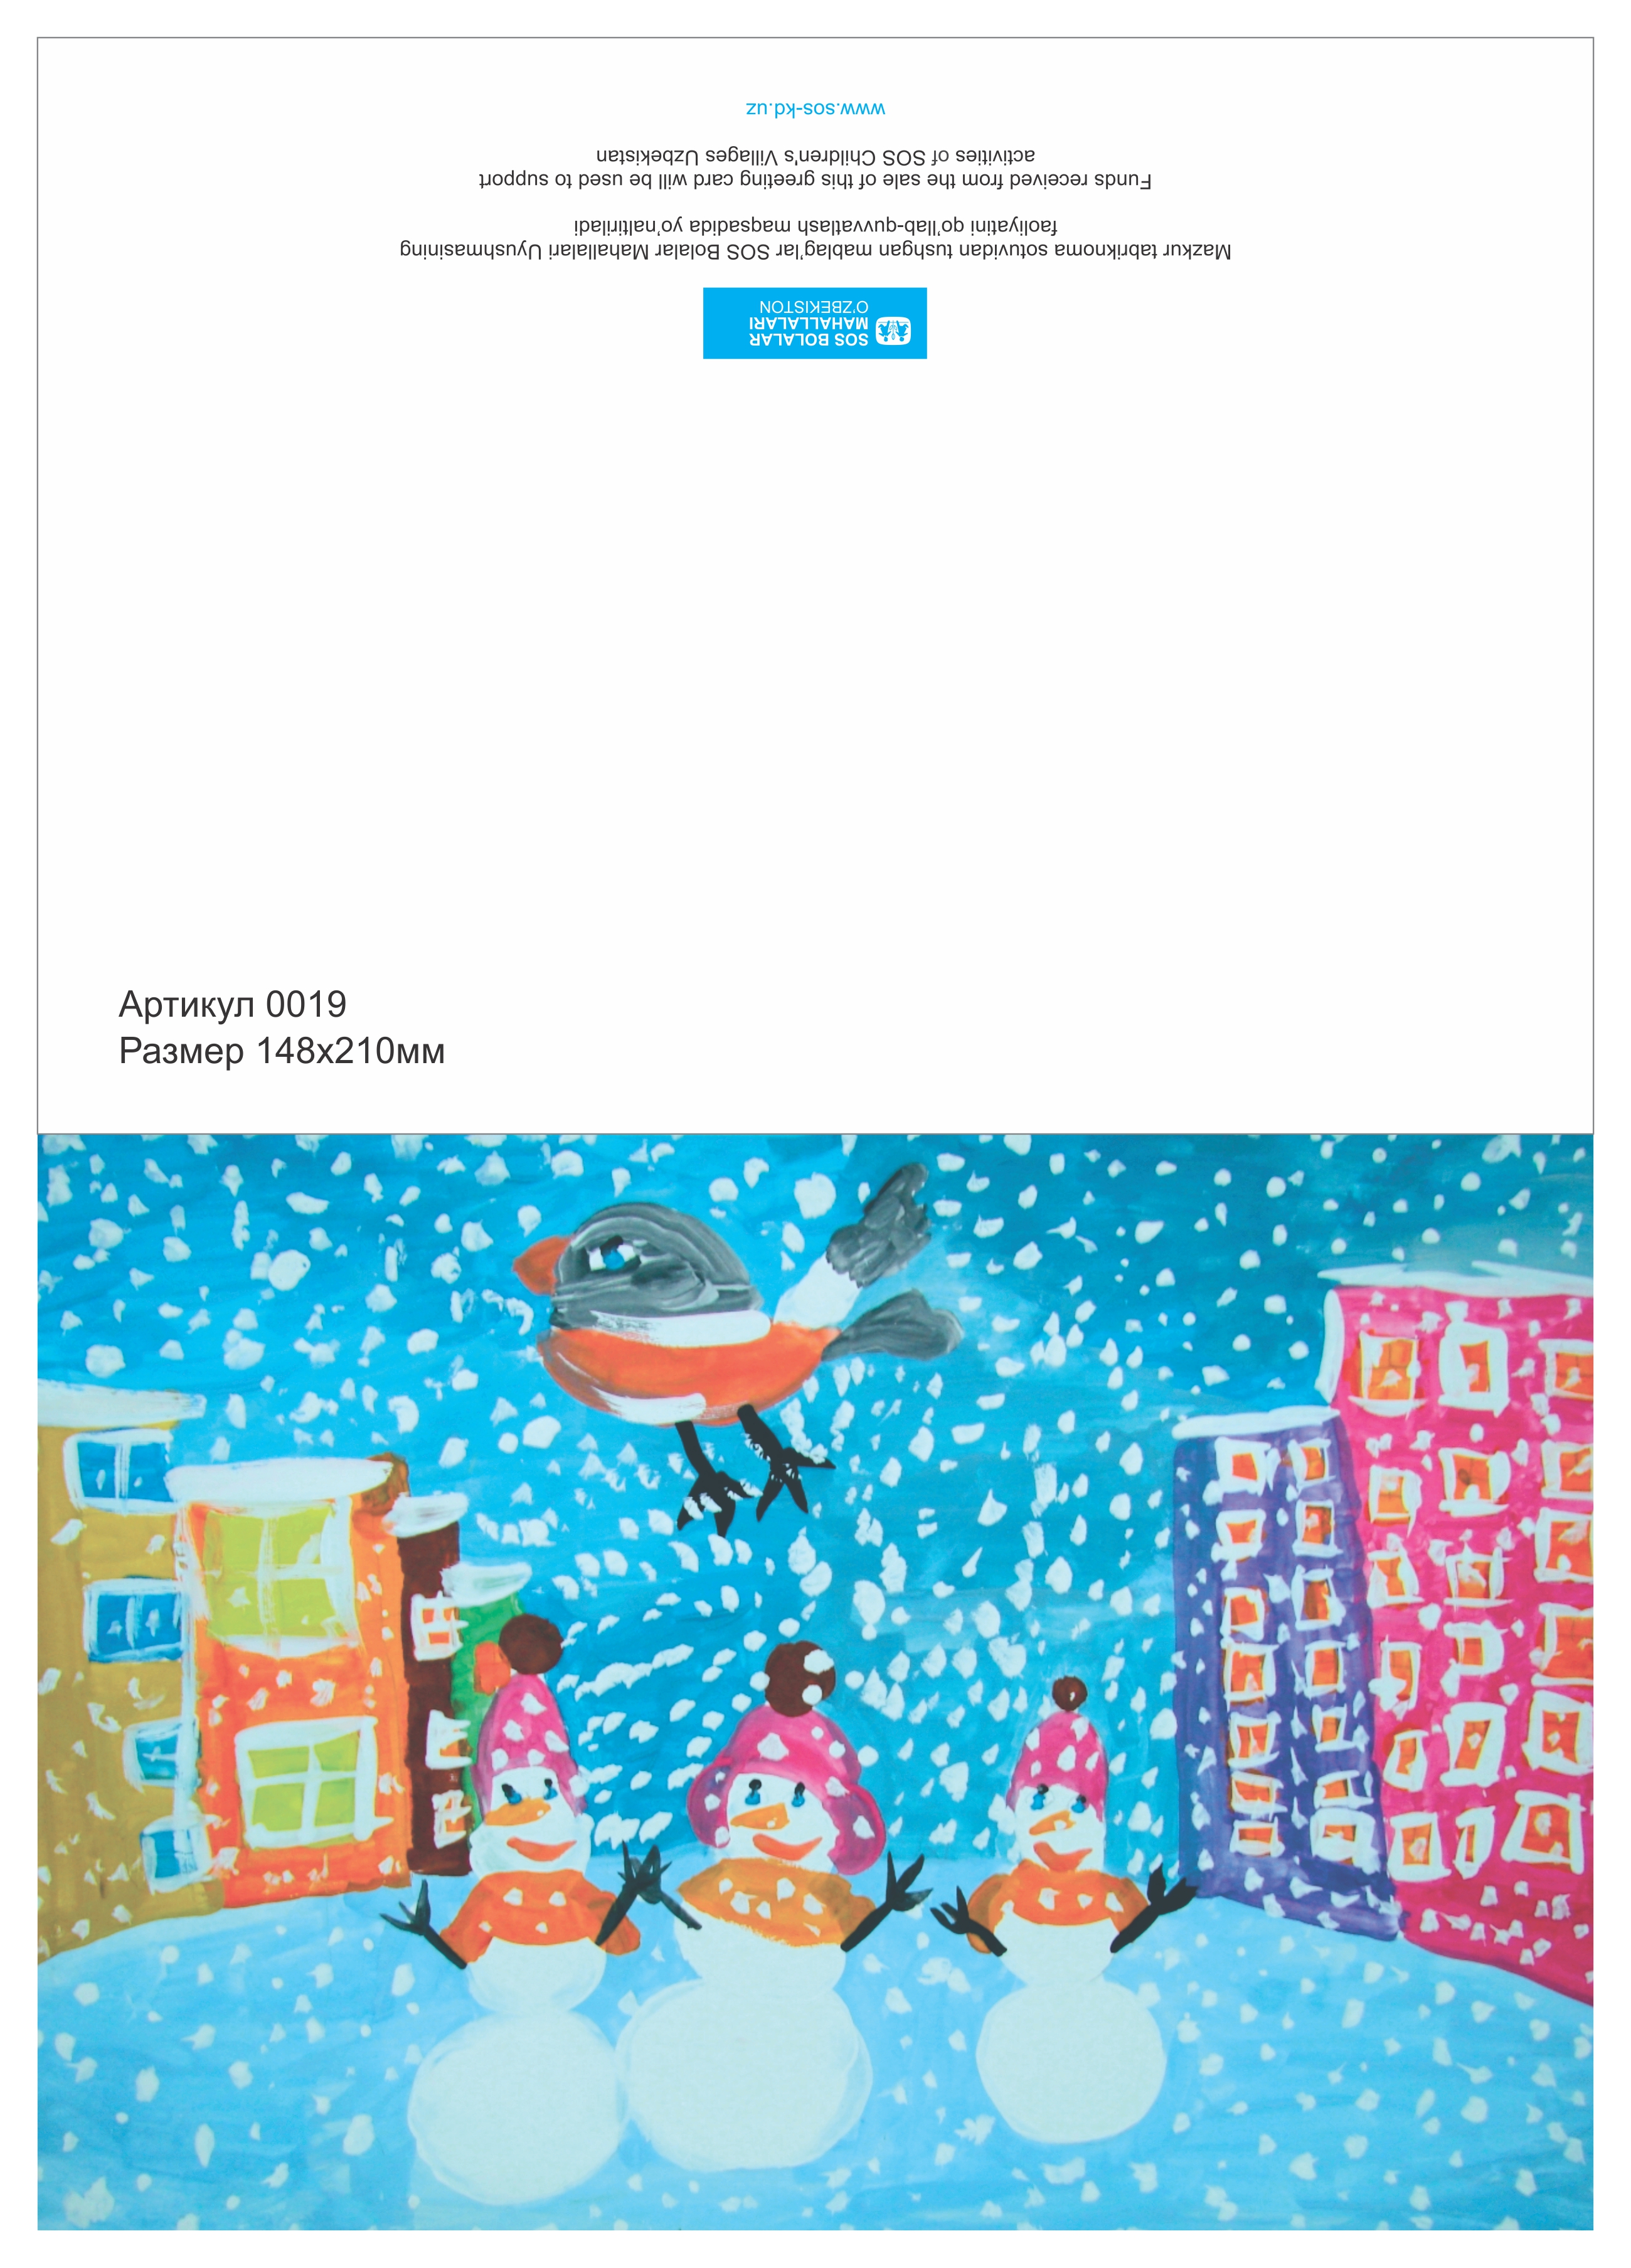 SOS BOLALAR
MAHALLALARI
O'ZBEKISTON
Mazkur tabriknoma sotuvidan tushgan mablag'lar SOS Bolalar Mahallalari Uyushmasining
faoliyatini qo'llab-quvvatlash maqsadida yo'naltiriladi
Funds received from the sale of this greeting card will be used to support
activities of SOS Children's Villages Uzbekistan
www.sos-kd.uz
Артикул 0019
Размер 148х210мм